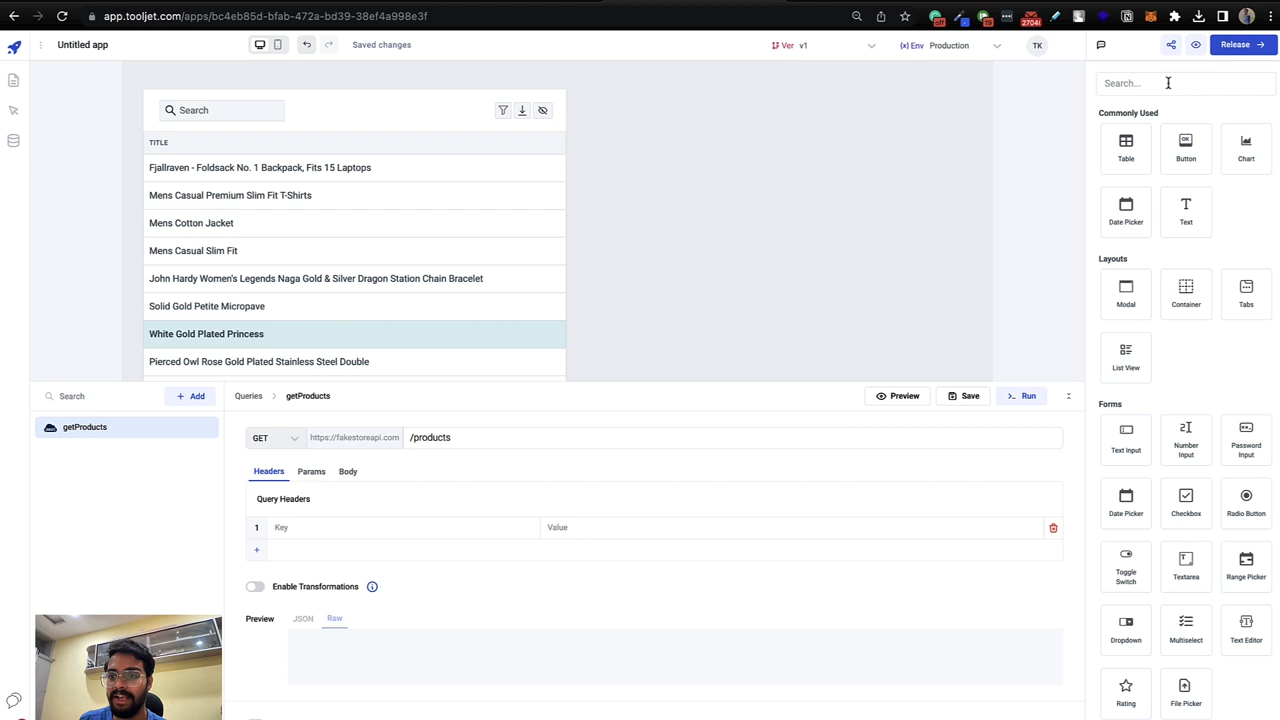 app.tooljet.com/apps/bc4eb85d-bfab-472a-bd39-38ef4a998e3f
Untitled app
Saved changes
Ver v1
(x) Env Production
TK
Release
Search
TITLE
Fjallraven - Foldsack No. 1 Backpack, Fits 15 Laptops
Mens Casual Premium Slim Fit T-Shirts
Mens Cotton Jacket
Mens Casual Slim Fit
John Hardy Women's Legends Naga Gold & Silver Dragon Station Chain Bracelet
Solid Gold Petite Micropave
White Gold Plated Princess
Pierced Owl Rose Gold Plated Stainless Steel Double
Search...
Commonly Used
Table
OK
Button
Chart
Date Picker
Text
Layouts
Modal
Container
Tabs
List View
Forms
Text Input
Number Input
Password Input
Date Picker
Checkbox
Radio Button
Toggle Switch
Textarea
Range Picker
Dropdown
Multiselect
Text Editor
Rating
File Picker
Search
+ Add
getProducts
Queries > getProducts
Preview
Save
Run
GET
https://fakestoreapi.com
/products
Headers
Params
Body
Query Headers
1 Key Value
+
Enable Transformations
Preview
JSON
Raw